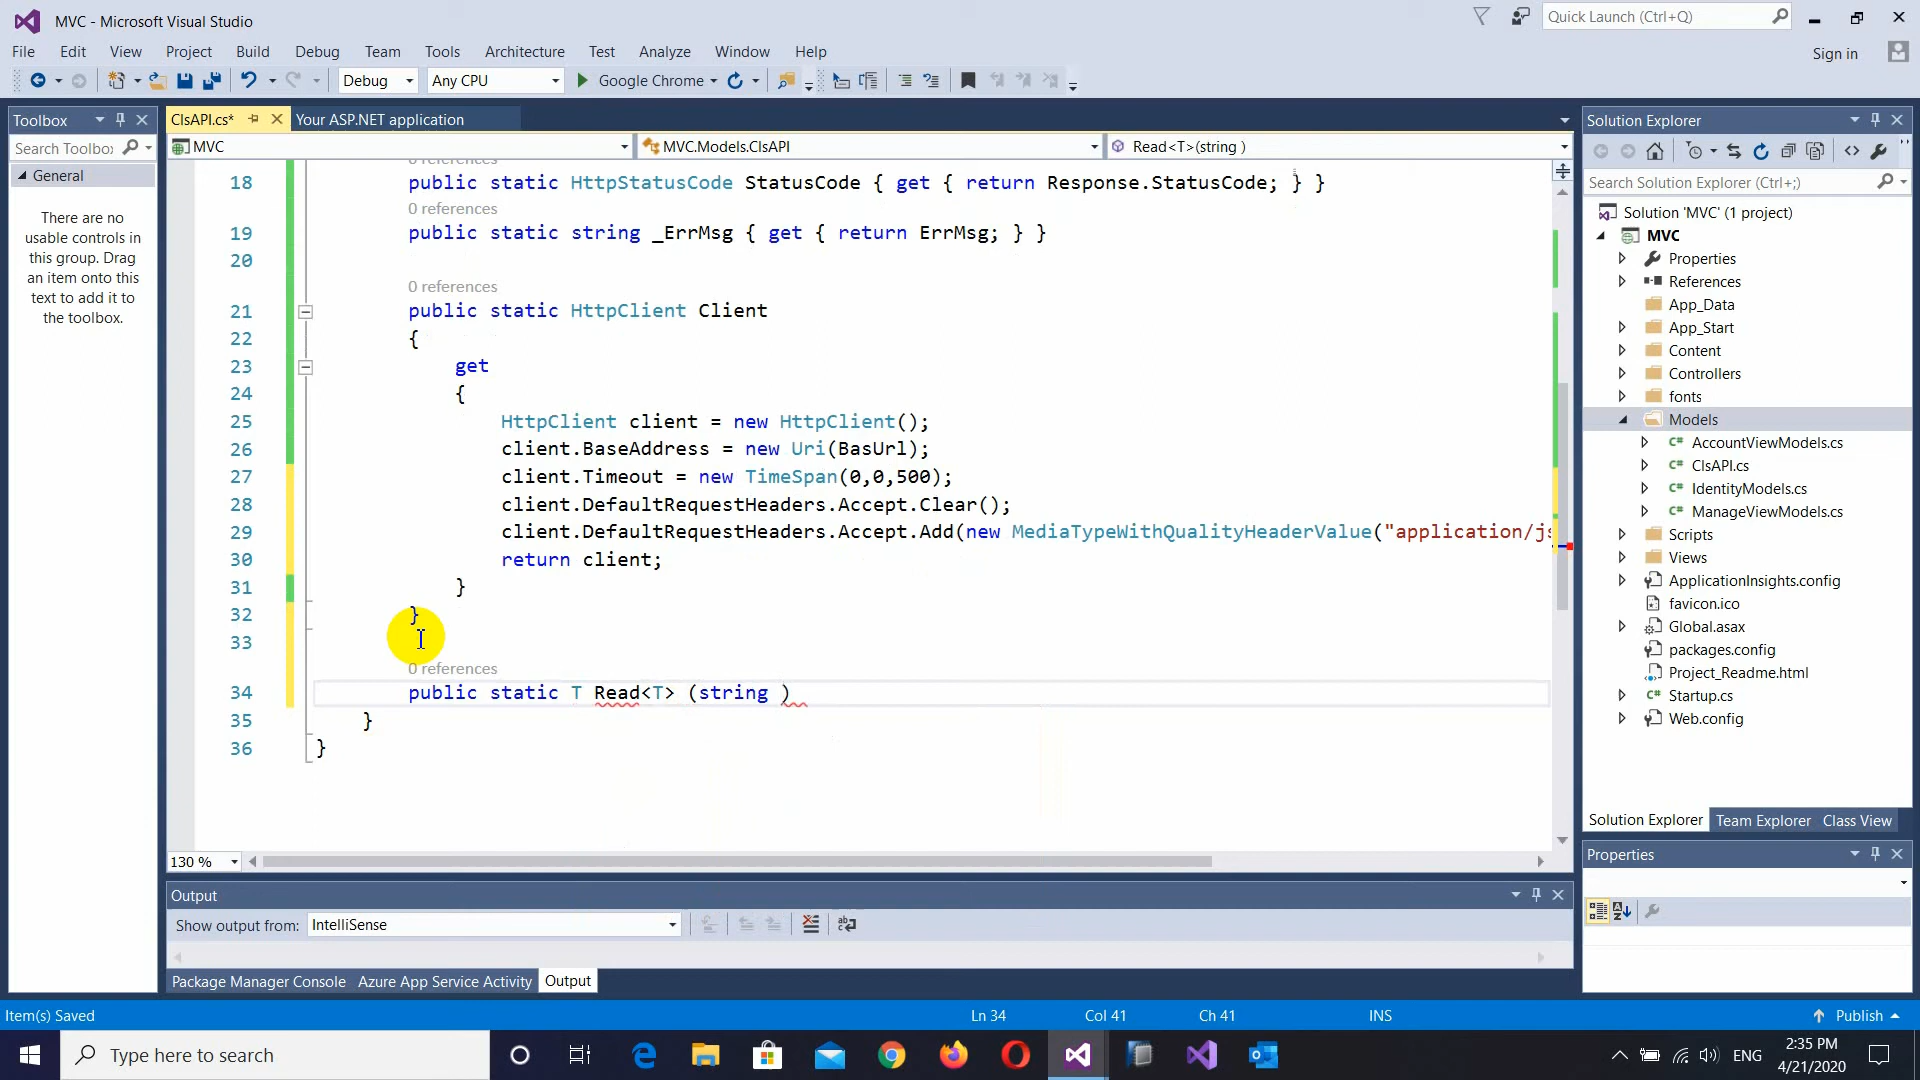 MVC - Microsoft Visual Studio
Quick Launch (Ctrl+Q)
File Edit View Project Build Debug Team Tools Architecture Test Analyze Window Help
Sign in
Debug Any CPU Google Chrome
Toolbox
Search Toolbox
General
There are no
usable controls in
this group. Drag
an item onto this
text to add it to
the toolbox.
ClsAPI.cs* Your ASP.NET application
MVC MVC.Models.ClsAPI Read<T>(string )
18 public static HttpStatusCode StatusCode { get { return Response.StatusCode; } }
0 references
19 public static string _ErrMsg { get { return ErrMsg; } }
20
0 references
21 public static HttpClient Client
22 {
23 get
24 {
25 HttpClient client = new HttpClient();
26 client.BaseAddress = new Uri(BasUrl);
27 client.Timeout = new TimeSpan(0,0,500);
28 client.DefaultRequestHeaders.Accept.Clear();
29 client.DefaultRequestHeaders.Accept.Add(new MediaTypeWithQualityHeaderValue("application/js
30 return client;
31 }
32 }
33
0 references
34 public static T Read<T> (string )
35 }
36 }
130 %
Output
Show output from: IntelliSense
Package Manager Console Azure App Service Activity Output
Solution Explorer
Search Solution Explorer (Ctrl+;)
Solution 'MVC' (1 project)
MVC
Properties
References
App_Data
App_Start
Content
Controllers
fonts
Models
C# AccountViewModels.cs
C# ClsAPI.cs
C# IdentityModels.cs
C# ManageViewModels.cs
Scripts
Views
ApplicationInsights.config
favicon.ico
Global.asax
packages.config
Project_Readme.html
C# Startup.cs
Web.config
Solution Explorer Team Explorer Class View
Properties
Item(s) Saved Ln 34 Col 41 Ch 41 INS Publish
Type here to search
ENG
2:35 PM
4/21/2020